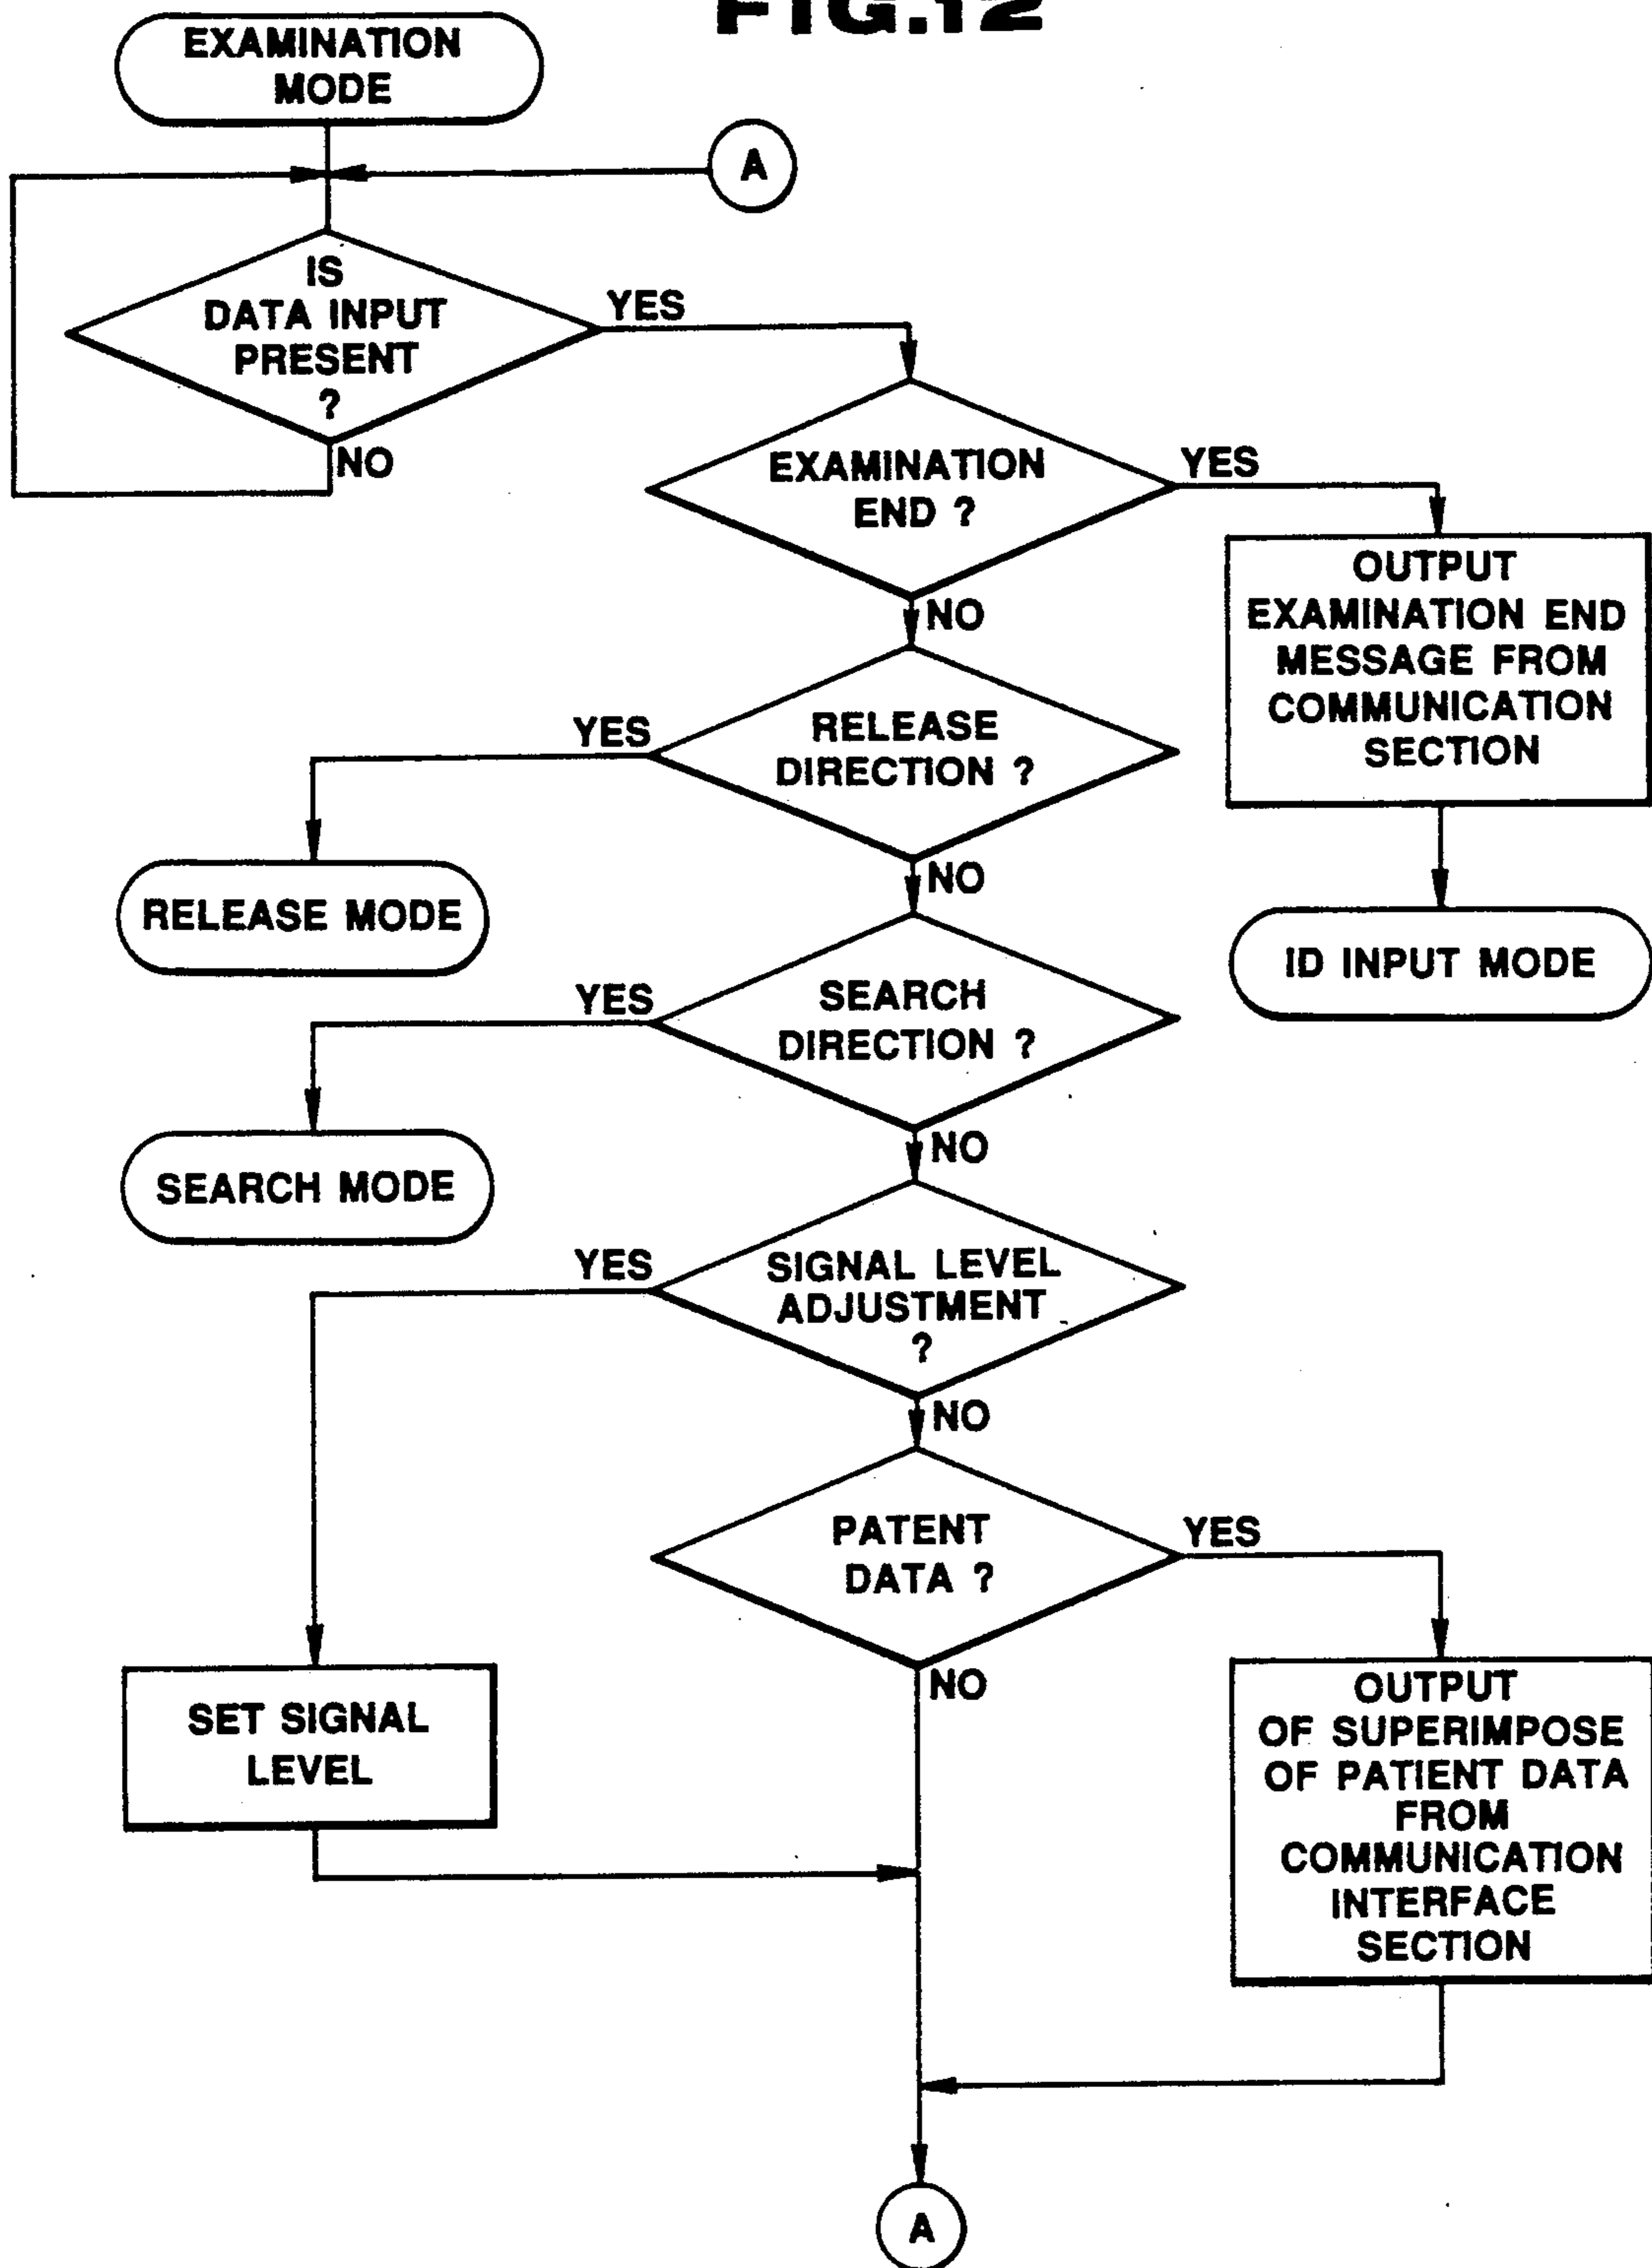 FIG.12
EXAMINATION
MODE
A
IS
DATA INPUT
PRESENT
?
YES
NO
EXAMINATION
END ?
YES
NO
OUTPUT
EXAMINATION END
MESSAGE FROM
COMMUNICATION
SECTION
RELEASE
DIRECTION ?
YES
NO
RELEASE MODE
ID INPUT MODE
SEARCH
DIRECTION ?
YES
NO
SEARCH MODE
SIGNAL LEVEL
ADJUSTMENT
?
YES
NO
PATENT
DATA ?
YES
NO
SET SIGNAL
LEVEL
OUTPUT
OF SUPERIMPOSE
OF PATIENT DATA
FROM
COMMUNICATION
INTERFACE
SECTION
A